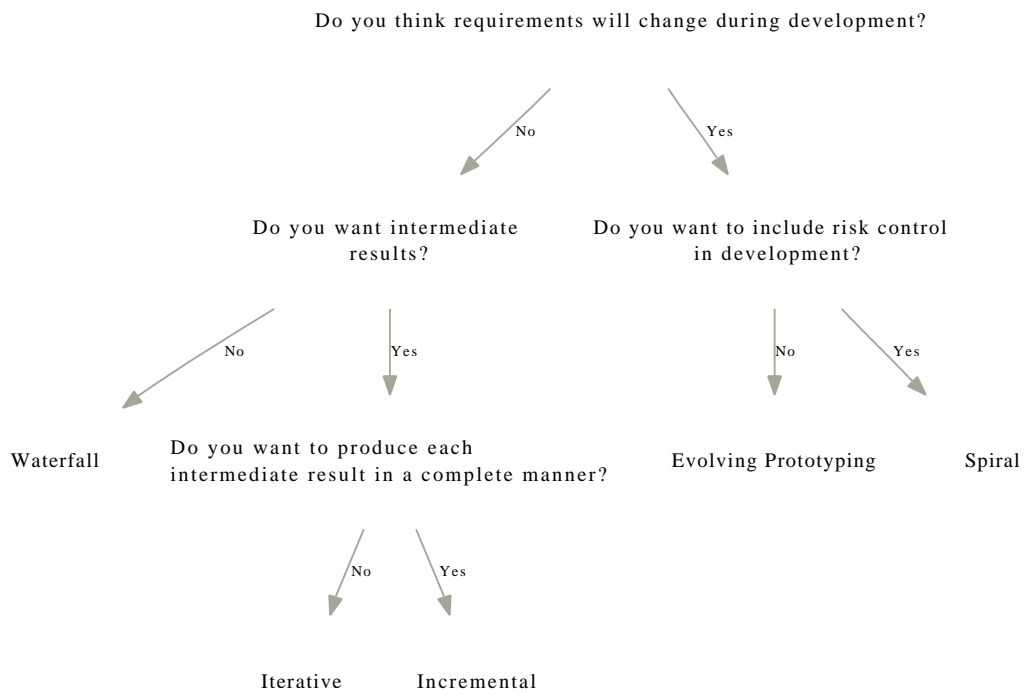 Do you think requirements will change during development?
No
Yes
Do you want intermediate
results?
Do you want to include risk control
in development?
No
Yes
No
Yes
Waterfall
Do you want to produce each
intermediate result in a complete manner?
Evolving Prototyping
Spiral
No
Yes
Iterative
Incremental